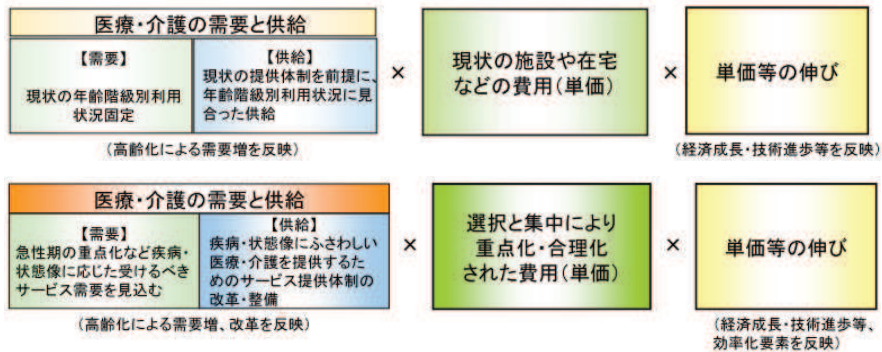 医療・介護の需要と供給
【需要】
現状の年齢階級別利用
状況固定
【供給】
現状の提供体制を前提に、
年齢階級別利用状況に見
合った供給
(高齢化による需要増を反映)
×
現状の施設や在宅
などの費用(単価)
×
単価等の伸び
(経済成長・技術進歩等を反映)
医療・介護の需要と供給
【需要】
急性期の重点化など疾病・
状態像に応じた受けるべき
サービス需要を見込む
【供給】
疾病・状態像にふさわしい
医療・介護を提供するた
めのサービス提供体制の
改革・整備
(高齢化による需要増、改革を反映)
×
選択と集中により
重点化・合理化
された費用(単価)
×
単価等の伸び
(経済成長・技術進歩等、
効率化要素を反映)